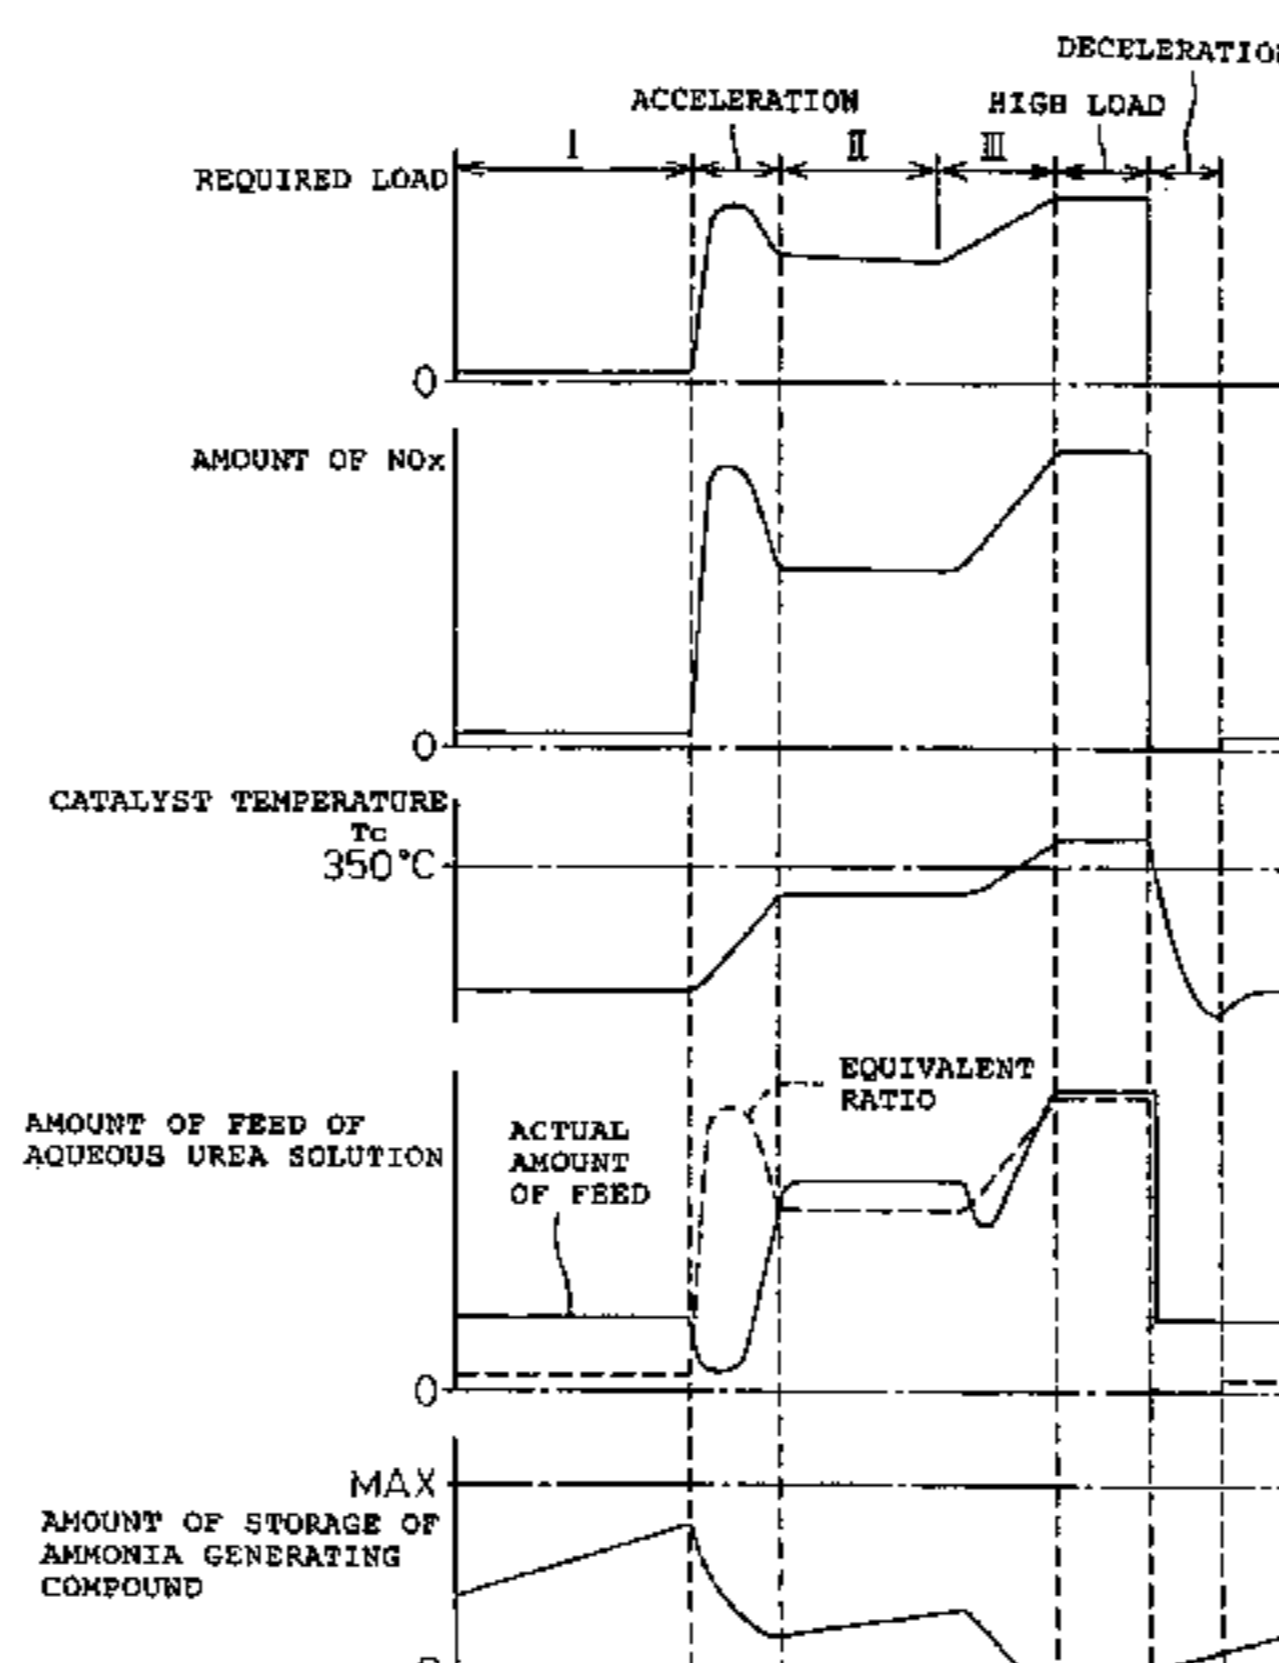 DECELERATION
ACCELERATION
HIGH LOAD
I
II
III
REQUIRED LOAD
0
AMOUNT OF NOx
0
CATALYST TEMPERATURE
Tc
350°C
EQUIVALENT
RATIO
AMOUNT OF FEED OF
AQUEOUS UREA SOLUTION
ACTUAL
AMOUNT
OF FEED
0
MAX
AMOUNT OF STORAGE OF
AMMONIA GENERATING
COMPOUND